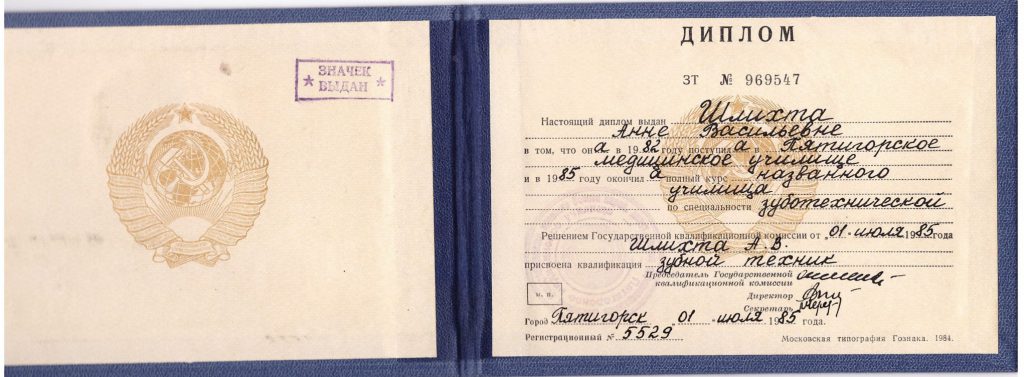 ЗНАЧЕК
ВЫДАН
ДИПЛОМ
ЗТ № 969547
Настоящий диплом выдан Шлихта
Анне Васильевне
в том, что она в 1982 году поступила в Пятигорское
медицинское училище
и в 1985 году окончила полный курс названного
училища
по специальности зуботехнической
Решением Государственной квалификационной комиссии от „01" июля 1985 года
Шлихта А. В.
присвоена квалификация зубной техник
Председатель Государственной
квалификационной комиссии
Директор
Секретарь
м. п.
Город Пятигорск „01" июля 1985 года.
Регистрационный № 5529
Московская типография Гознака. 1984.